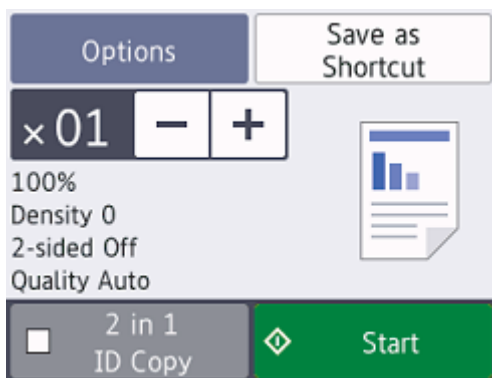 Options
Save as
Shortcut
×01
100%
Density 0
2-sided Off
Quality Auto
2 in 1
ID Copy
Start